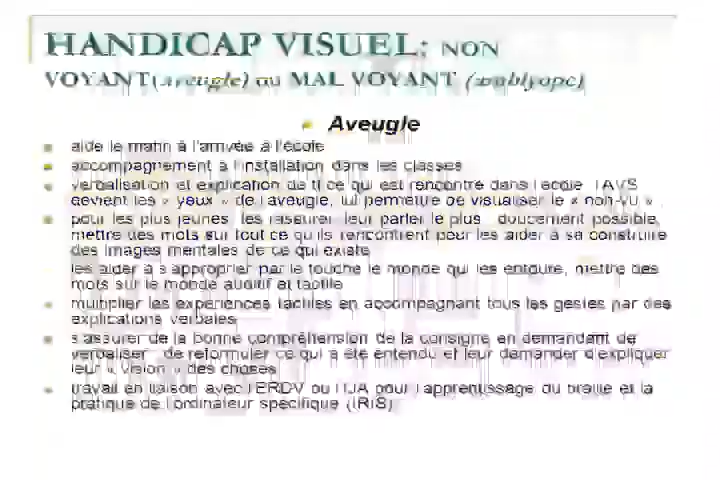 HANDICAP VISUEL: NON
VOYANT(aveugle) ou MAL VOYANT (amblyope)
Aveugle
aide le matin à l'arrivée à l'école
accompagnement à l'installation dans les classes
verbalisation et explication de ce qui est rencontré dans l'école l'AVS
devient les « yeux » de l'aveugle, lui permettre de visualiser le « non-vu » .
pour les plus jeunes les rassurer leur parler le plus doucement possible,
mettre des mots sur tout ce qu'ils rencontrent pour les aider à se construire
des images mentales de ce qui existe
les aider à s'approprier par le touche le monde qui les entoure, mettre des
mots sur le monde auditif et tactile
multiplier les expériences tactiles en accompagnant tous les gestes par des
explications verbales
s'assurer de la bonne compréhension de la consigne en demandant de
verbaliser , de reformuler ce qui a été entendu et leur demander d'expliquer
leur « vision » des choses
travail en liaison avec l'ERDV ou l'IJA pour l'apprentissage du braille et la
pratique de l'ordinateur spécifique (IRIS)